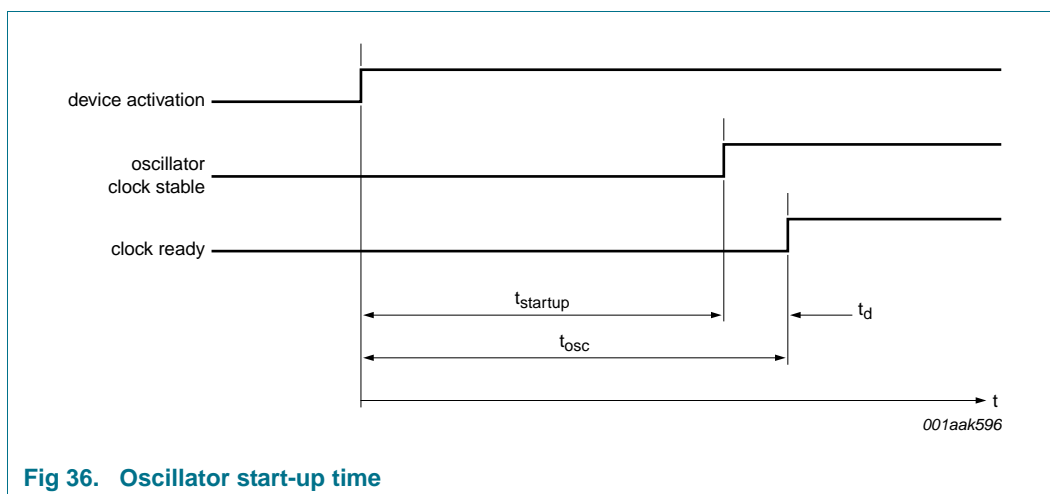 device activation
oscillator
clock stable
clock ready
tstartup
td
tosc
t
001aak596
Fig 36. Oscillator start-up time